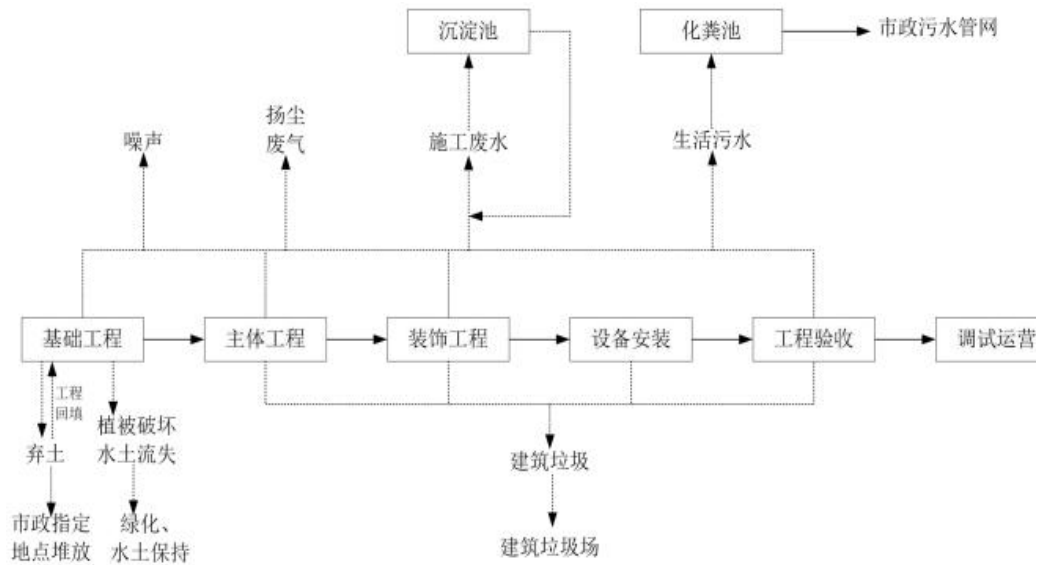 沉淀池
化粪池
市政污水管网
噪声
扬尘
废气
施工废水
生活污水
基础工程
主体工程
装饰工程
设备安装
工程验收
调试运营
工程
回填
弃土
植被破坏
水土流失
建筑垃圾
市政指定
地点堆放
绿化、
水土保持
建筑垃圾场